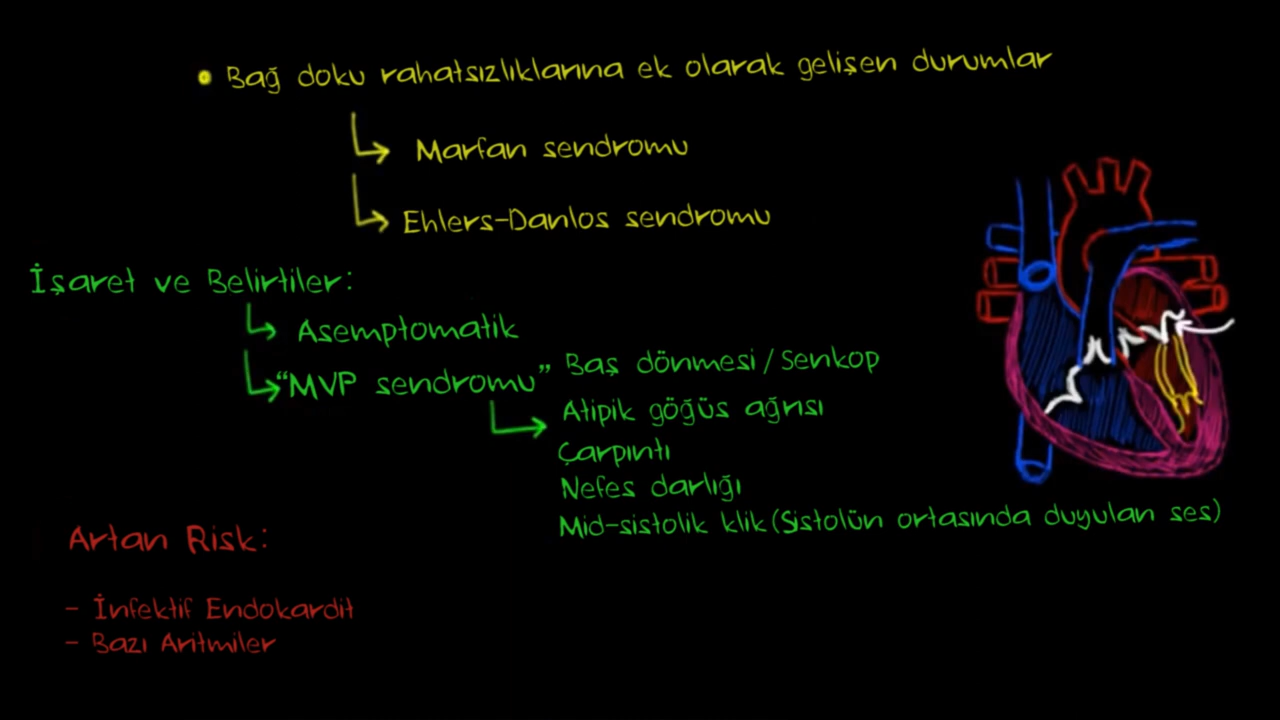 • Bağ doku rahatsızlıklarına ek olarak gelişen durumlar
Marfan sendromu
Ehlers-Danlos sendromu
İşaret ve Belirtiler:
Asemptomatik
"MVP sendromu"
Baş dönmesi / Senkop
Atipik göğüs ağrısı
Çarpıntı
Nefes darlığı
Mid-sistolik klik (Sistolün ortasında duyulan ses)
Artan Risk:
- İnfektif Endokardit
- Bazı Aritmiler